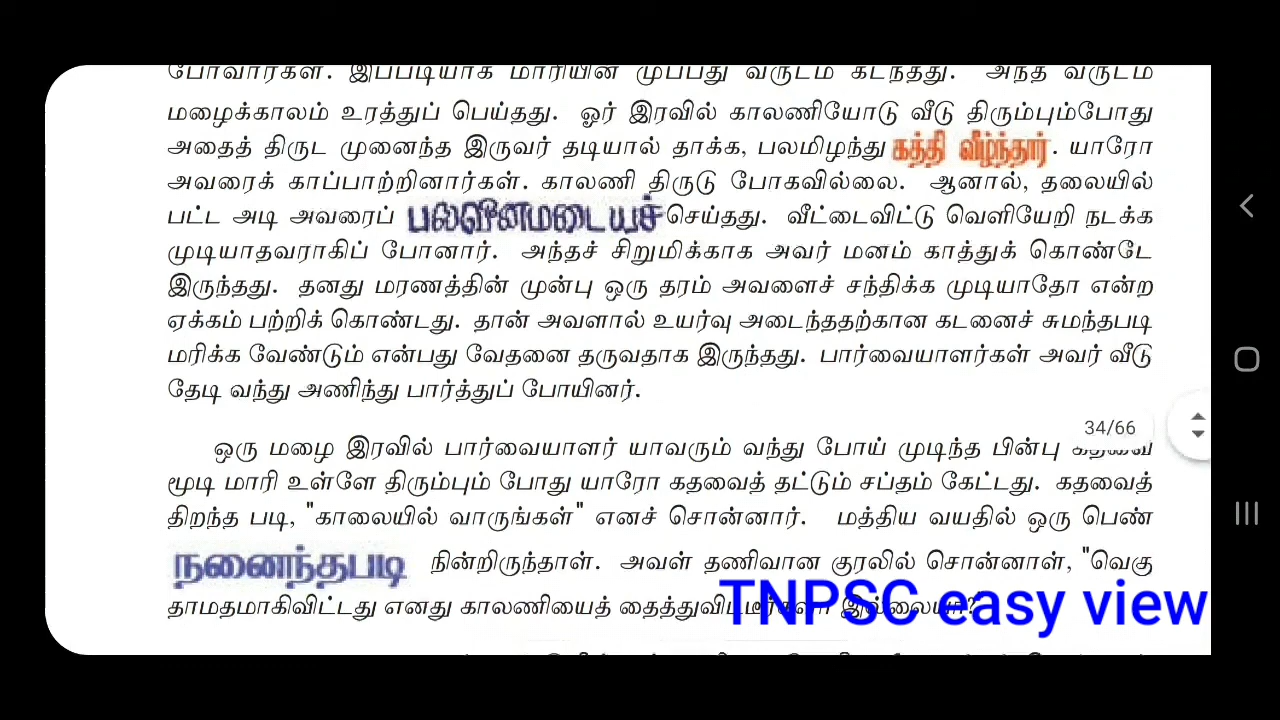 போவார்கள். இப்படியாக மாரியின் முப்பது வருடம் கடந்தது. அந்த வருடம்
மழைக்காலம் உரத்துப் பெய்தது. ஓர் இரவில் காலணியோடு வீடு திரும்பும்போது
அதைத் திருட முனைந்த இருவர் தடியால் தாக்க, பலமிழந்து கத்தி வீழ்ந்தார். யாரோ
அவரைக் காப்பாற்றினார்கள். காலணி திருடு போகவில்லை. ஆனால், தலையில்
பட்ட அடி அவரைப் பலவீனமடையச் செய்தது. வீட்டைவிட்டு வெளியேறி நடக்க
முடியாதவராகிப் போனார். அந்தச் சிறுமிக்காக அவர் மனம் காத்துக் கொண்டே
இருந்தது. தனது மரணத்தின் முன்பு ஒரு தரம் அவளைச் சந்திக்க முடியாதோ என்ற
ஏக்கம் பற்றிக் கொண்டது. தான் அவளால் உயர்வு அடைந்ததற்கான கடனைச் சுமந்தபடி
மரிக்க வேண்டும் என்பது வேதனை தருவதாக இருந்தது. பார்வையாளர்கள் அவர் வீடு
தேடி வந்து அணிந்து பார்த்துப் போயினர்.
34/66
ஒரு மழை இரவில் பார்வையாளர் யாவரும் வந்து போய் முடிந்த பின்பு கதவை
மூடி மாரி உள்ளே திரும்பும் போது யாரோ கதவைத் தட்டும் சப்தம் கேட்டது. கதவைத்
திறந்த படி, "காலையில் வாருங்கள்" எனச் சொன்னார். மத்திய வயதில் ஒரு பெண்
நனைந்தபடி நின்றிருந்தாள். அவள் தணிவான குரலில் சொன்னாள், "வெகு
தாமதமாகிவிட்டது எனது காலணியைத் தைத்துவிட்டீர்களா இல்லையா?
TNPSC easy view